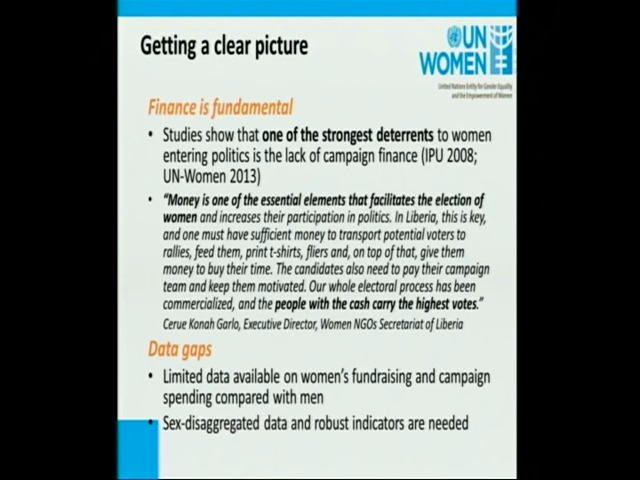 Getting a clear picture
UN
WOMEN
United Nations Entity for Gender Equality
and the Empowerment of Women
Finance is fundamental
• Studies show that one of the strongest deterrents to women
entering politics is the lack of campaign finance (IPU 2008;
UN-Women 2013)
• “Money is one of the essential elements that facilitates the election of
women and increases their participation in politics. In Liberia, this is key,
and one must have sufficient money to transport potential voters to
rallies, feed them, print t-shirts, fliers and, on top of that, give them
money to buy their time. The candidates also need to pay their campaign
team and keep them motivated. Our whole electoral process has been
commercialized, and the people with the cash carry the highest votes.”
Cerue Konah Garlo, Executive Director, Women NGOs Secretariat of Liberia
Data gaps
• Limited data available on women’s fundraising and campaign
spending compared with men
• Sex-disaggregated data and robust indicators are needed